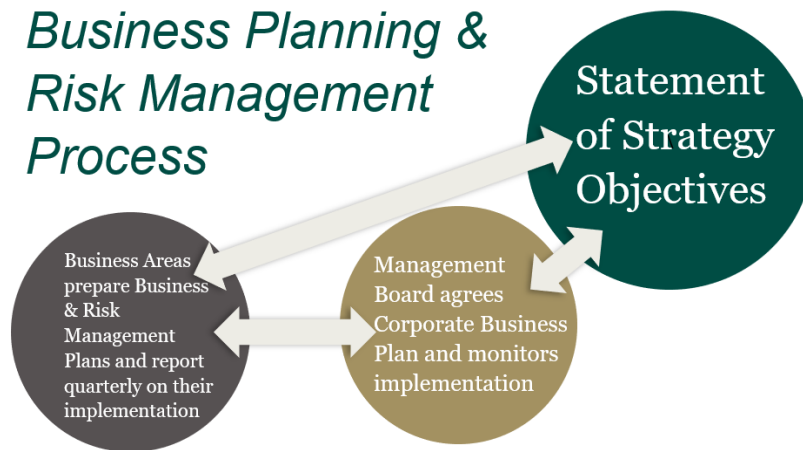 Business Planning &
Risk Management
Process
Statement
of Strategy
Objectives
Business Areas
prepare Business
& Risk
Management
Plans and report
quarterly on their
implementation
Management
Board agrees
Corporate Business
Plan and monitors
implementation